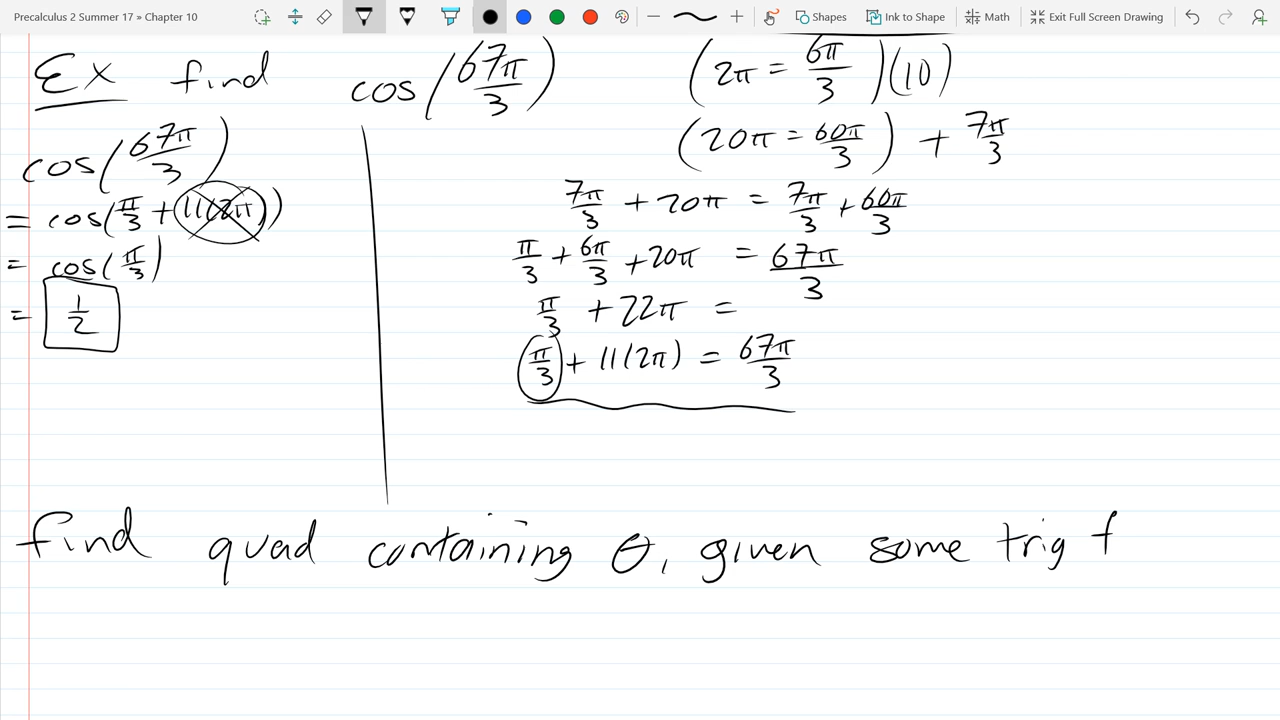 Precalculus 2 Summer 17 » Chapter 10
Shapes Ink to Shape Math Exit Full Screen Drawing
Ex find cos(67π/3)
cos(67π/3)
= cos(π/3 + 11(2π))
= cos(π/3)
= 1/2
(2π = 6π/3)(10)
(20π = 60π/3) + 7π/3
7π/3 + 20π = 7π/3 + 60π/3
π/3 + 6π/3 + 20π = 67π/3
π/3 + 22π =
π/3 + 11(2π) = 67π/3
find quad containing θ, given some trig f